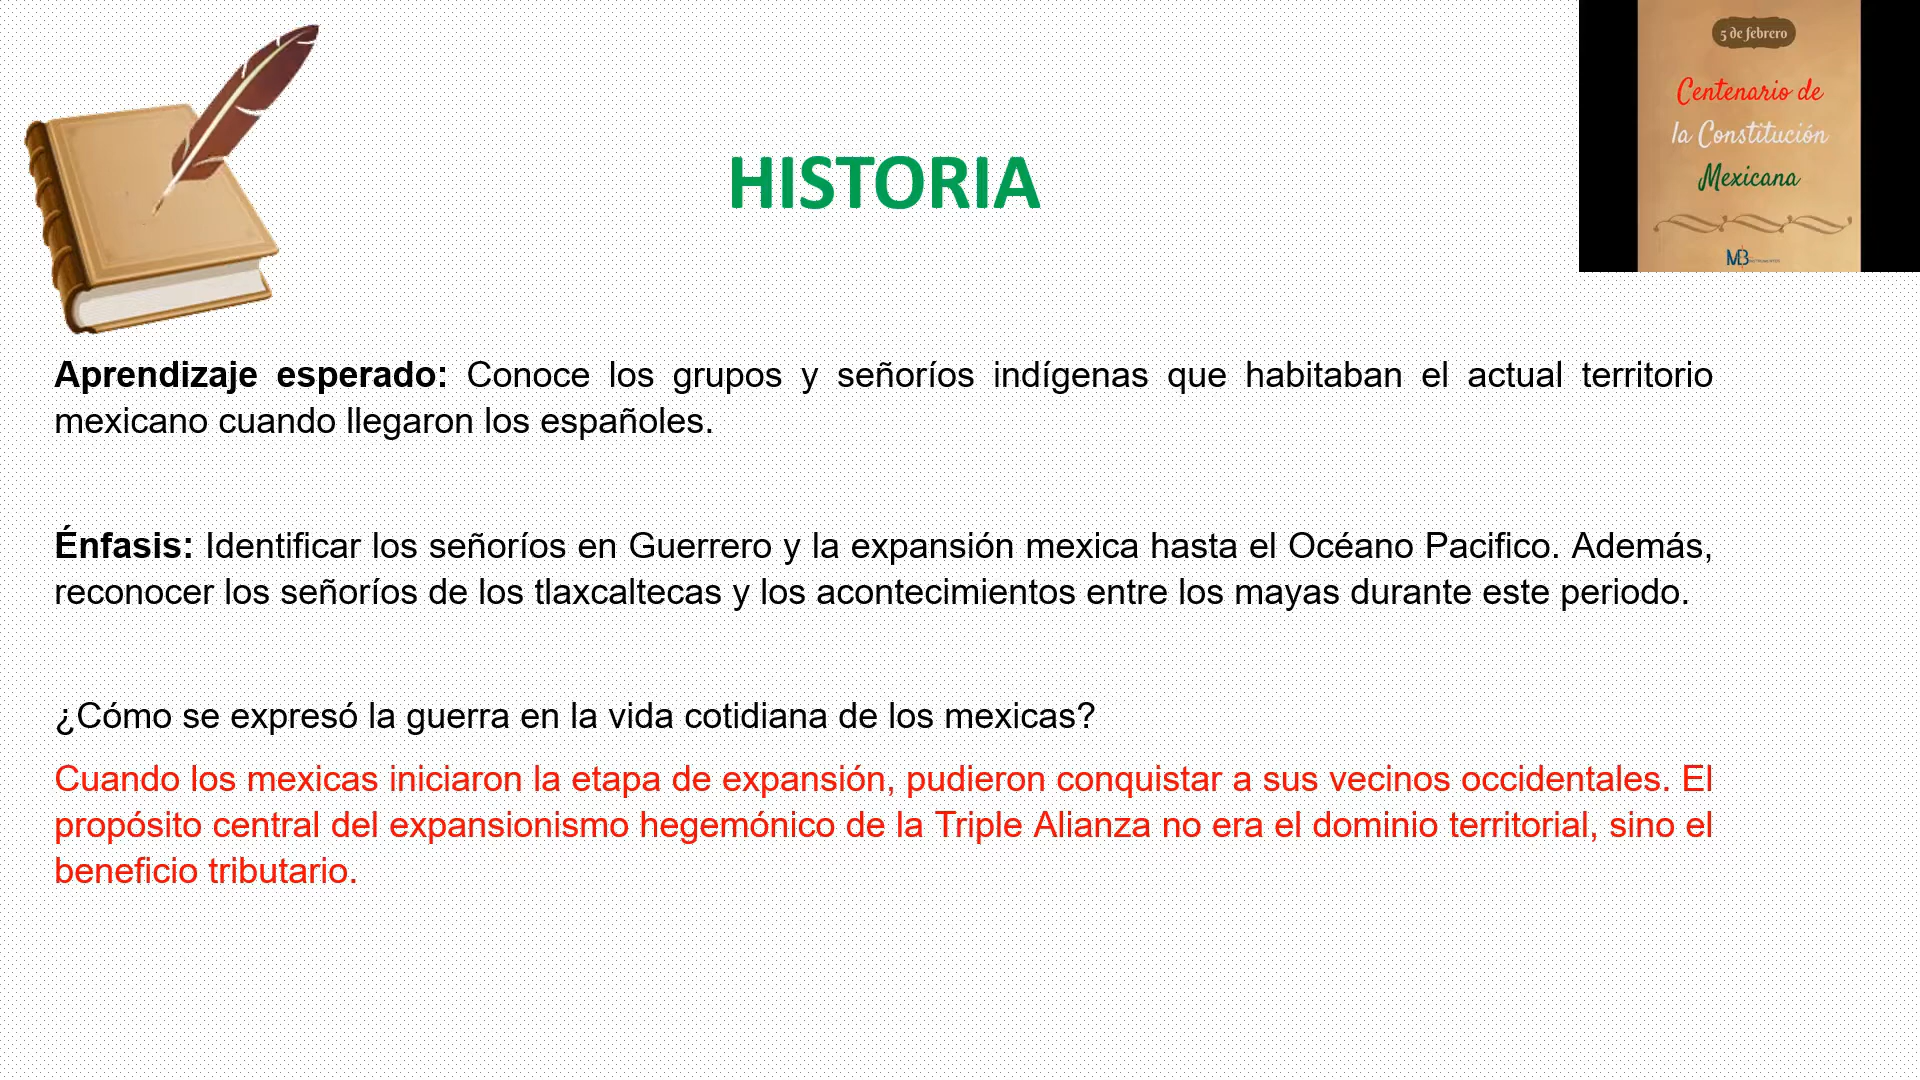 5 de febrero
Centenario de
la Constitución
Mexicana
MB
HISTORIA
Aprendizaje esperado: Conoce los grupos y señoríos indígenas que habitaban el actual territorio
mexicano cuando llegaron los españoles.
Énfasis: Identificar los señoríos en Guerrero y la expansión mexica hasta el Océano Pacifico. Además,
reconocer los señoríos de los tlaxcaltecas y los acontecimientos entre los mayas durante este periodo.
¿Cómo se expresó la guerra en la vida cotidiana de los mexicas?
Cuando los mexicas iniciaron la etapa de expansión, pudieron conquistar a sus vecinos occidentales. El
propósito central del expansionismo hegemónico de la Triple Alianza no era el dominio territorial, sino el
beneficio tributario.